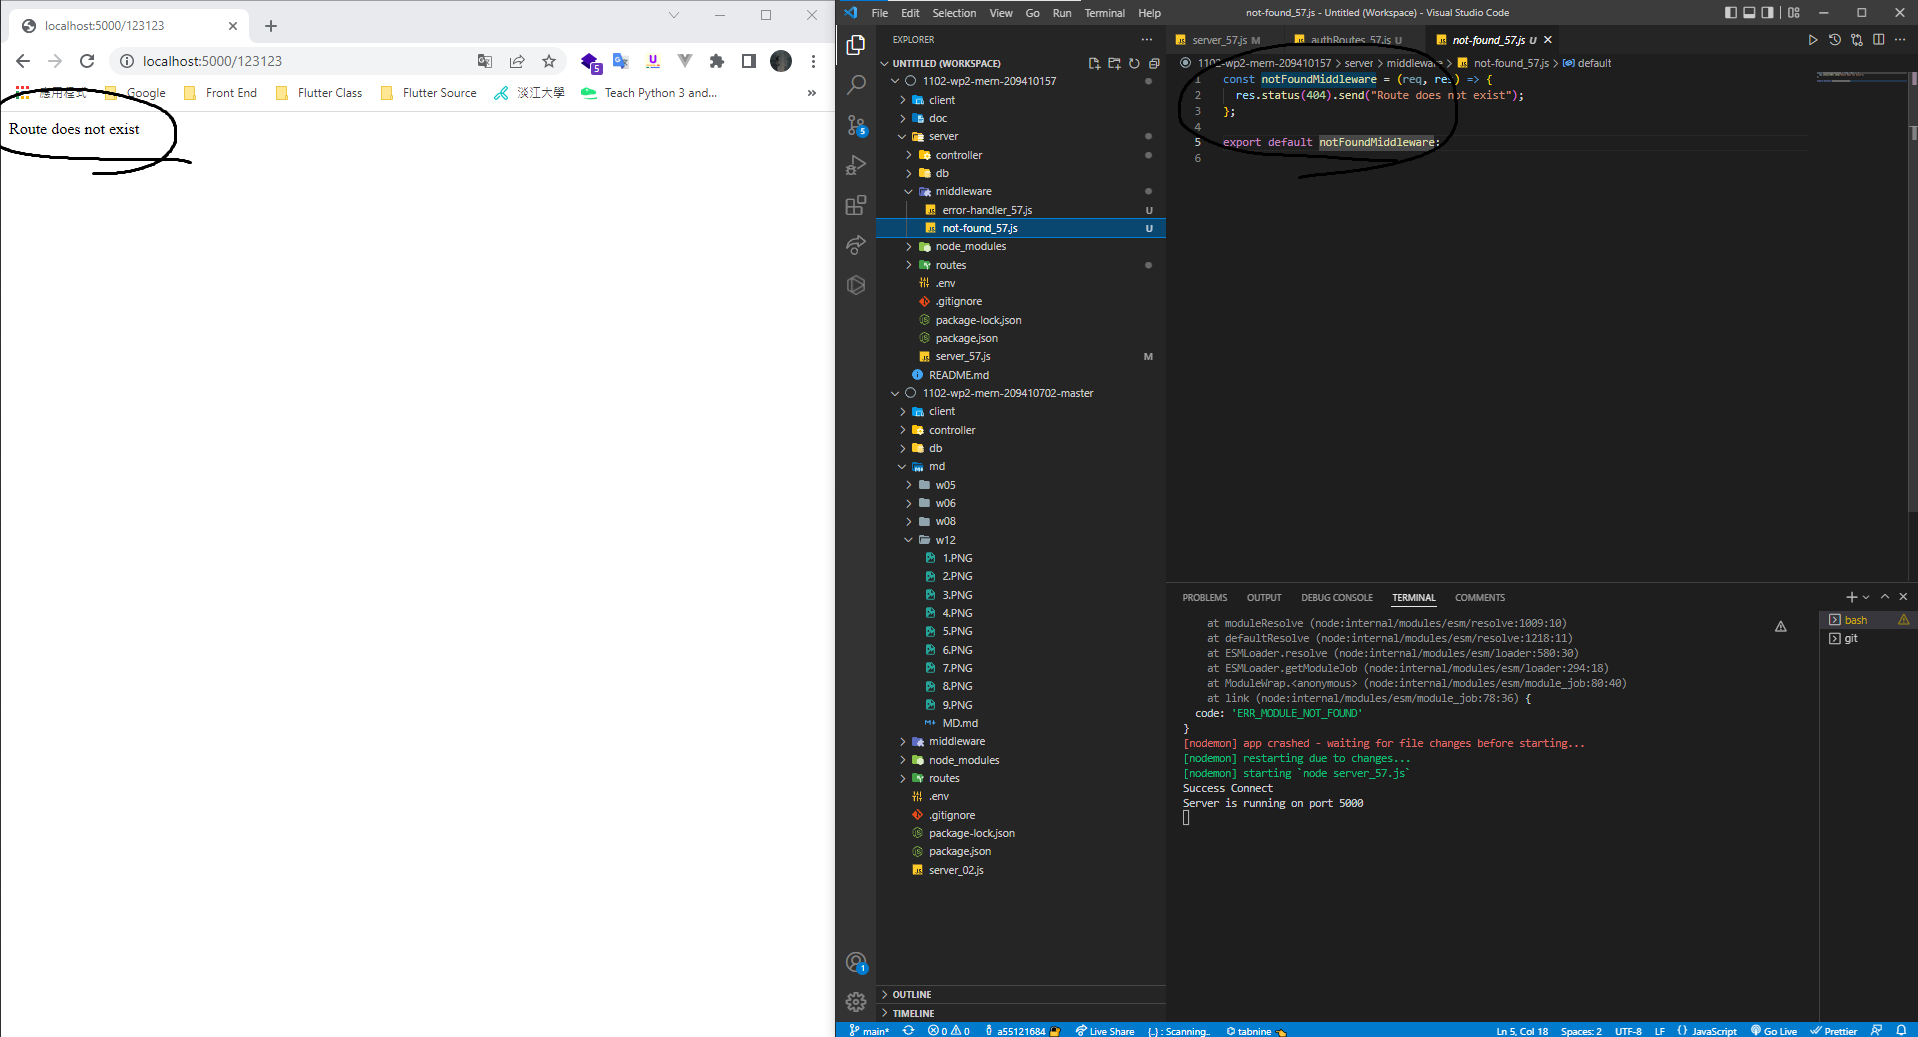 localhost:5000/123123
localhost:5000/123123
應用程式 Google Front End Flutter Class Flutter Source 淡江大學 Teach Python 3 and... »
Route does not exist
File Edit Selection View Go Run Terminal Help
not-found_57.js - Untitled (Workspace) - Visual Studio Code
EXPLORER
UNTITLED (WORKSPACE)
1102-wp2-mern-209410157
client
doc
server
controller
db
middleware
error-handler_57.js U
not-found_57.js U
node_modules
routes
.env
.gitignore
package-lock.json
package.json
server_57.js M
README.md
1102-wp2-mern-209410702-master
client
controller
db
md
w05
w06
w08
w12
1.PNG
2.PNG
3.PNG
4.PNG
5.PNG
6.PNG
7.PNG
8.PNG
9.PNG
MD.md
middleware
node_modules
routes
.env
.gitignore
package-lock.json
package.json
server_02.js
OUTLINE
TIMELINE
server_57.js M authRoutes_57.js U not-found_57.js U
1102-wp2-mern-209410157 > server > middleware > not-found_57.js > default
1 const notFoundMiddleware = (req, res) => {
2 res.status(404).send("Route does not exist");
3 };
4
5 export default notFoundMiddleware;
6
PROBLEMS OUTPUT DEBUG CONSOLE TERMINAL COMMENTS
at moduleResolve (node:internal/modules/esm/resolve:1009:10)
at defaultResolve (node:internal/modules/esm/resolve:1218:11)
at ESMLoader.resolve (node:internal/modules/esm/loader:580:30)
at ESMLoader.getModuleJob (node:internal/modules/esm/loader:294:18)
at ModuleWrap.<anonymous> (node:internal/modules/esm/module_job:80:40)
at link (node:internal/modules/esm/module_job:78:36) {
code: 'ERR_MODULE_NOT_FOUND'
}
[nodemon] app crashed - waiting for file changes before starting...
[nodemon] restarting due to changes...
[nodemon] starting `node server_57.js`
Success Connect
Server is running on port 5000
bash
git
5
5
1
main* 0 0 a55121684 Live Share {..} : Scanning.. tabnine Ln 5, Col 18 Spaces: 2 UTF-8 LF {} JavaScript Go Live Prettier